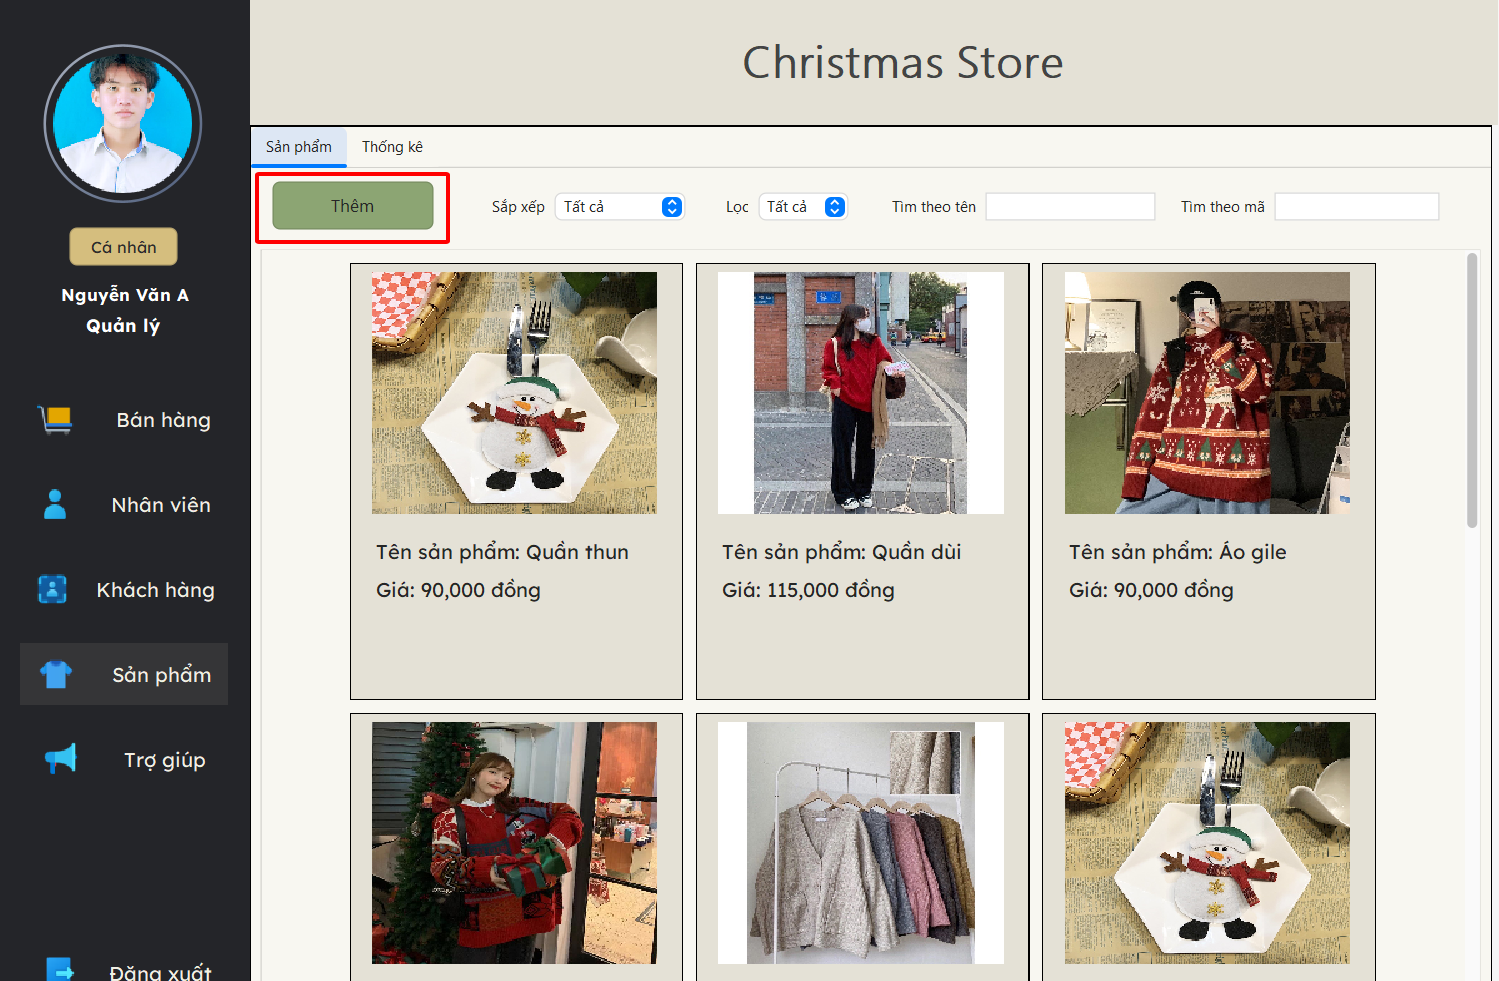 Christmas Store
Sản phẩm
Thống kê
Thêm
Sắp xếp
Tất cả
Lọc
Tất cả
Tìm theo tên
Tìm theo mã
Cá nhân
Nguyễn Văn A
Quản lý
Bán hàng
Nhân viên
Khách hàng
Sản phẩm
Trợ giúp
Đăng xuất
Tên sản phẩm: Quần thun
Giá: 90,000 đồng
Tên sản phẩm: Quần dùi
Giá: 115,000 đồng
Tên sản phẩm: Áo gile
Giá: 90,000 đồng